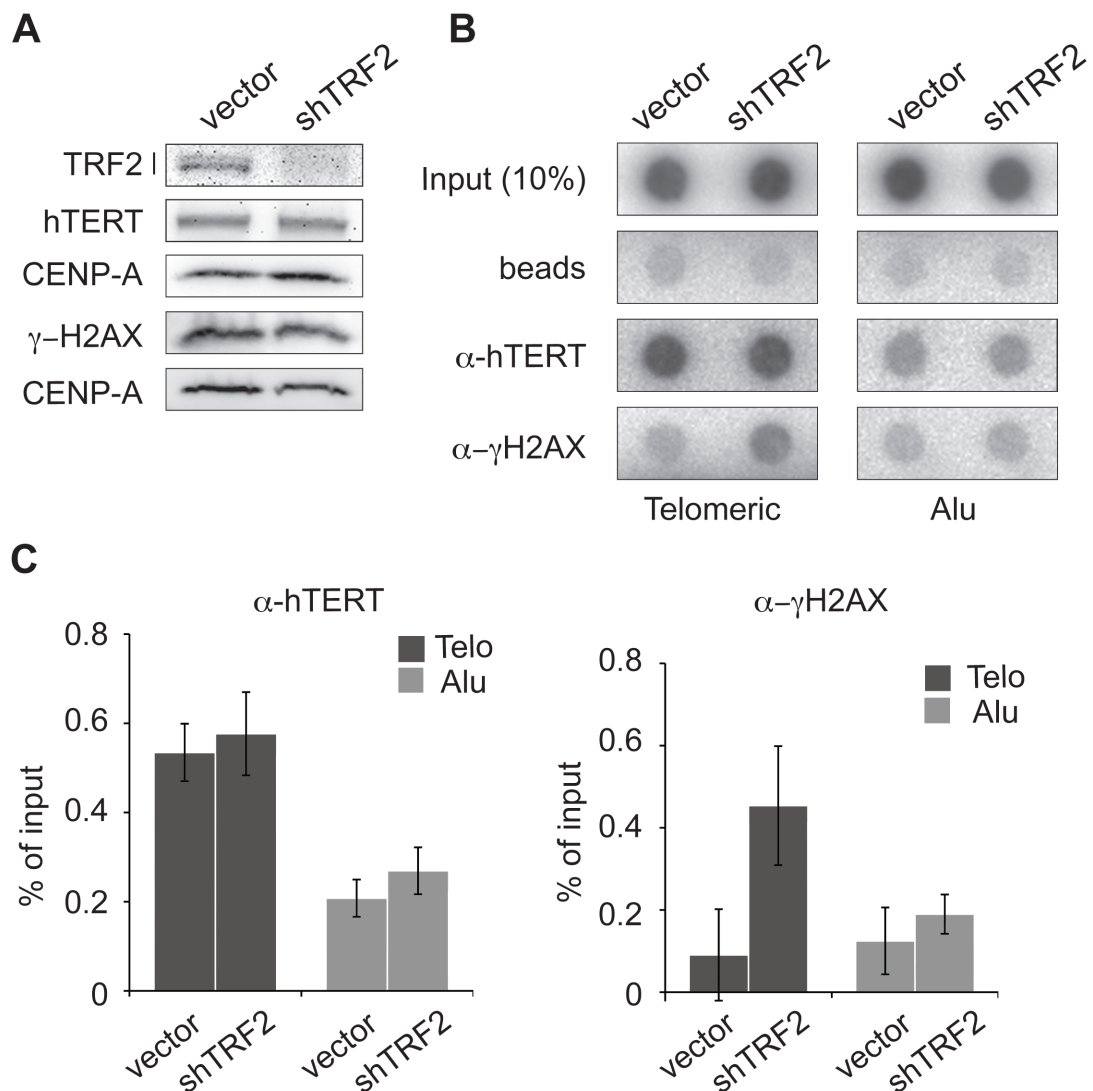 A
vector shTRF2
TRF2
hTERT
CENP-A
γ–H2AX
CENP-A
B
vector shTRF2 vector shTRF2
Input (10%)
beads
α-hTERT
α–γH2AX
Telomeric Alu
C
α-hTERT
% of input
0.8
0.6
0.4
0.2
0
Telo
Alu
vector shTRF2 vector shTRF2
α–γH2AX
% of input
0.8
0.6
0.4
0.2
0
Telo
Alu
vector shTRF2 vector shTRF2